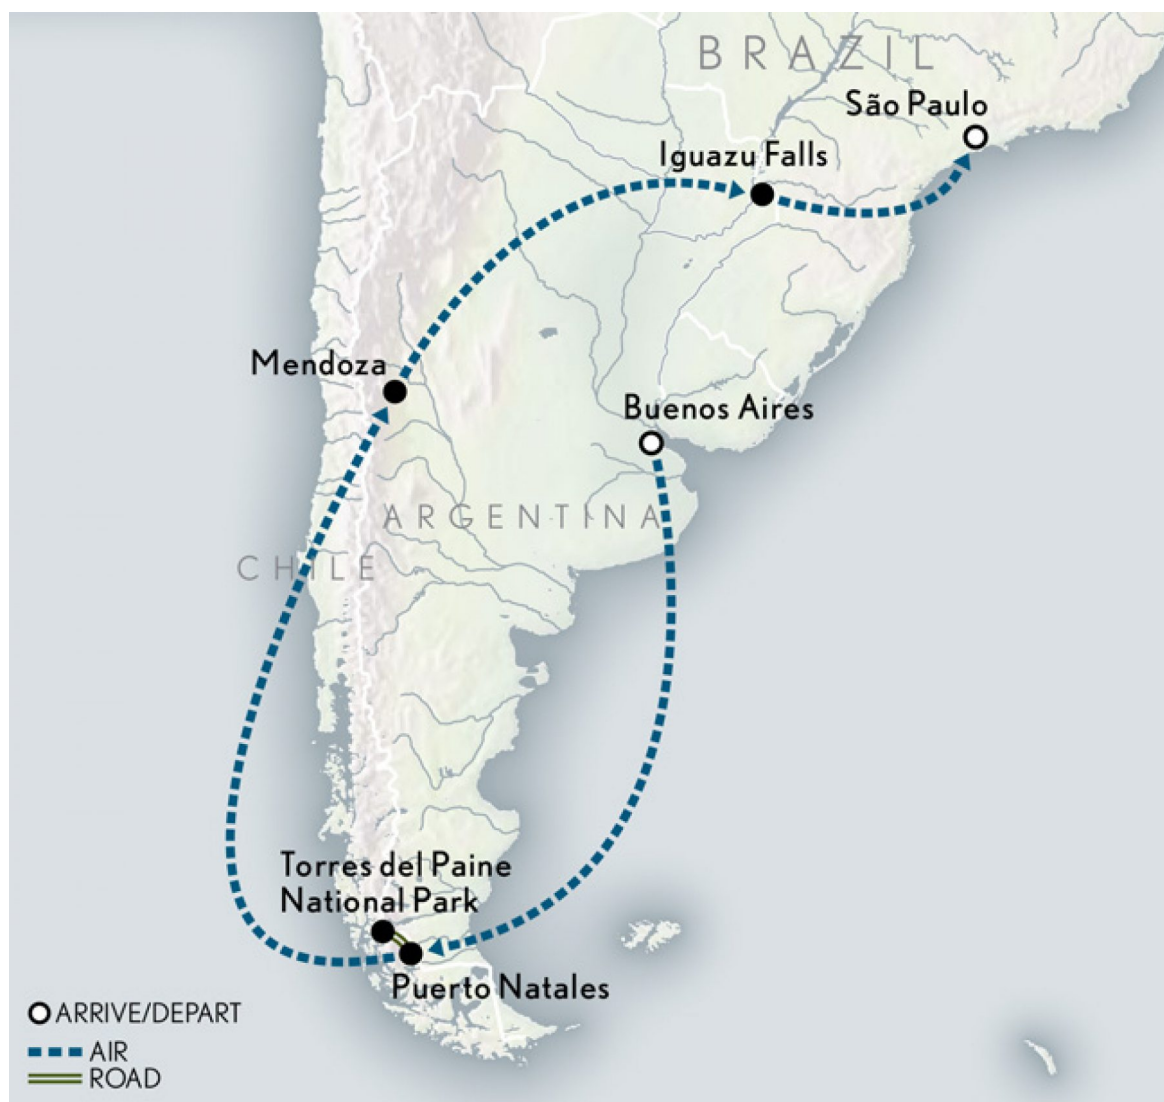 BRAZIL
São Paulo
Iguazu Falls
Mendoza
Buenos Aires
ARGENTINA
CHILE
Torres del Paine
National Park
Puerto Natales
ARRIVE/DEPART
AIR
ROAD